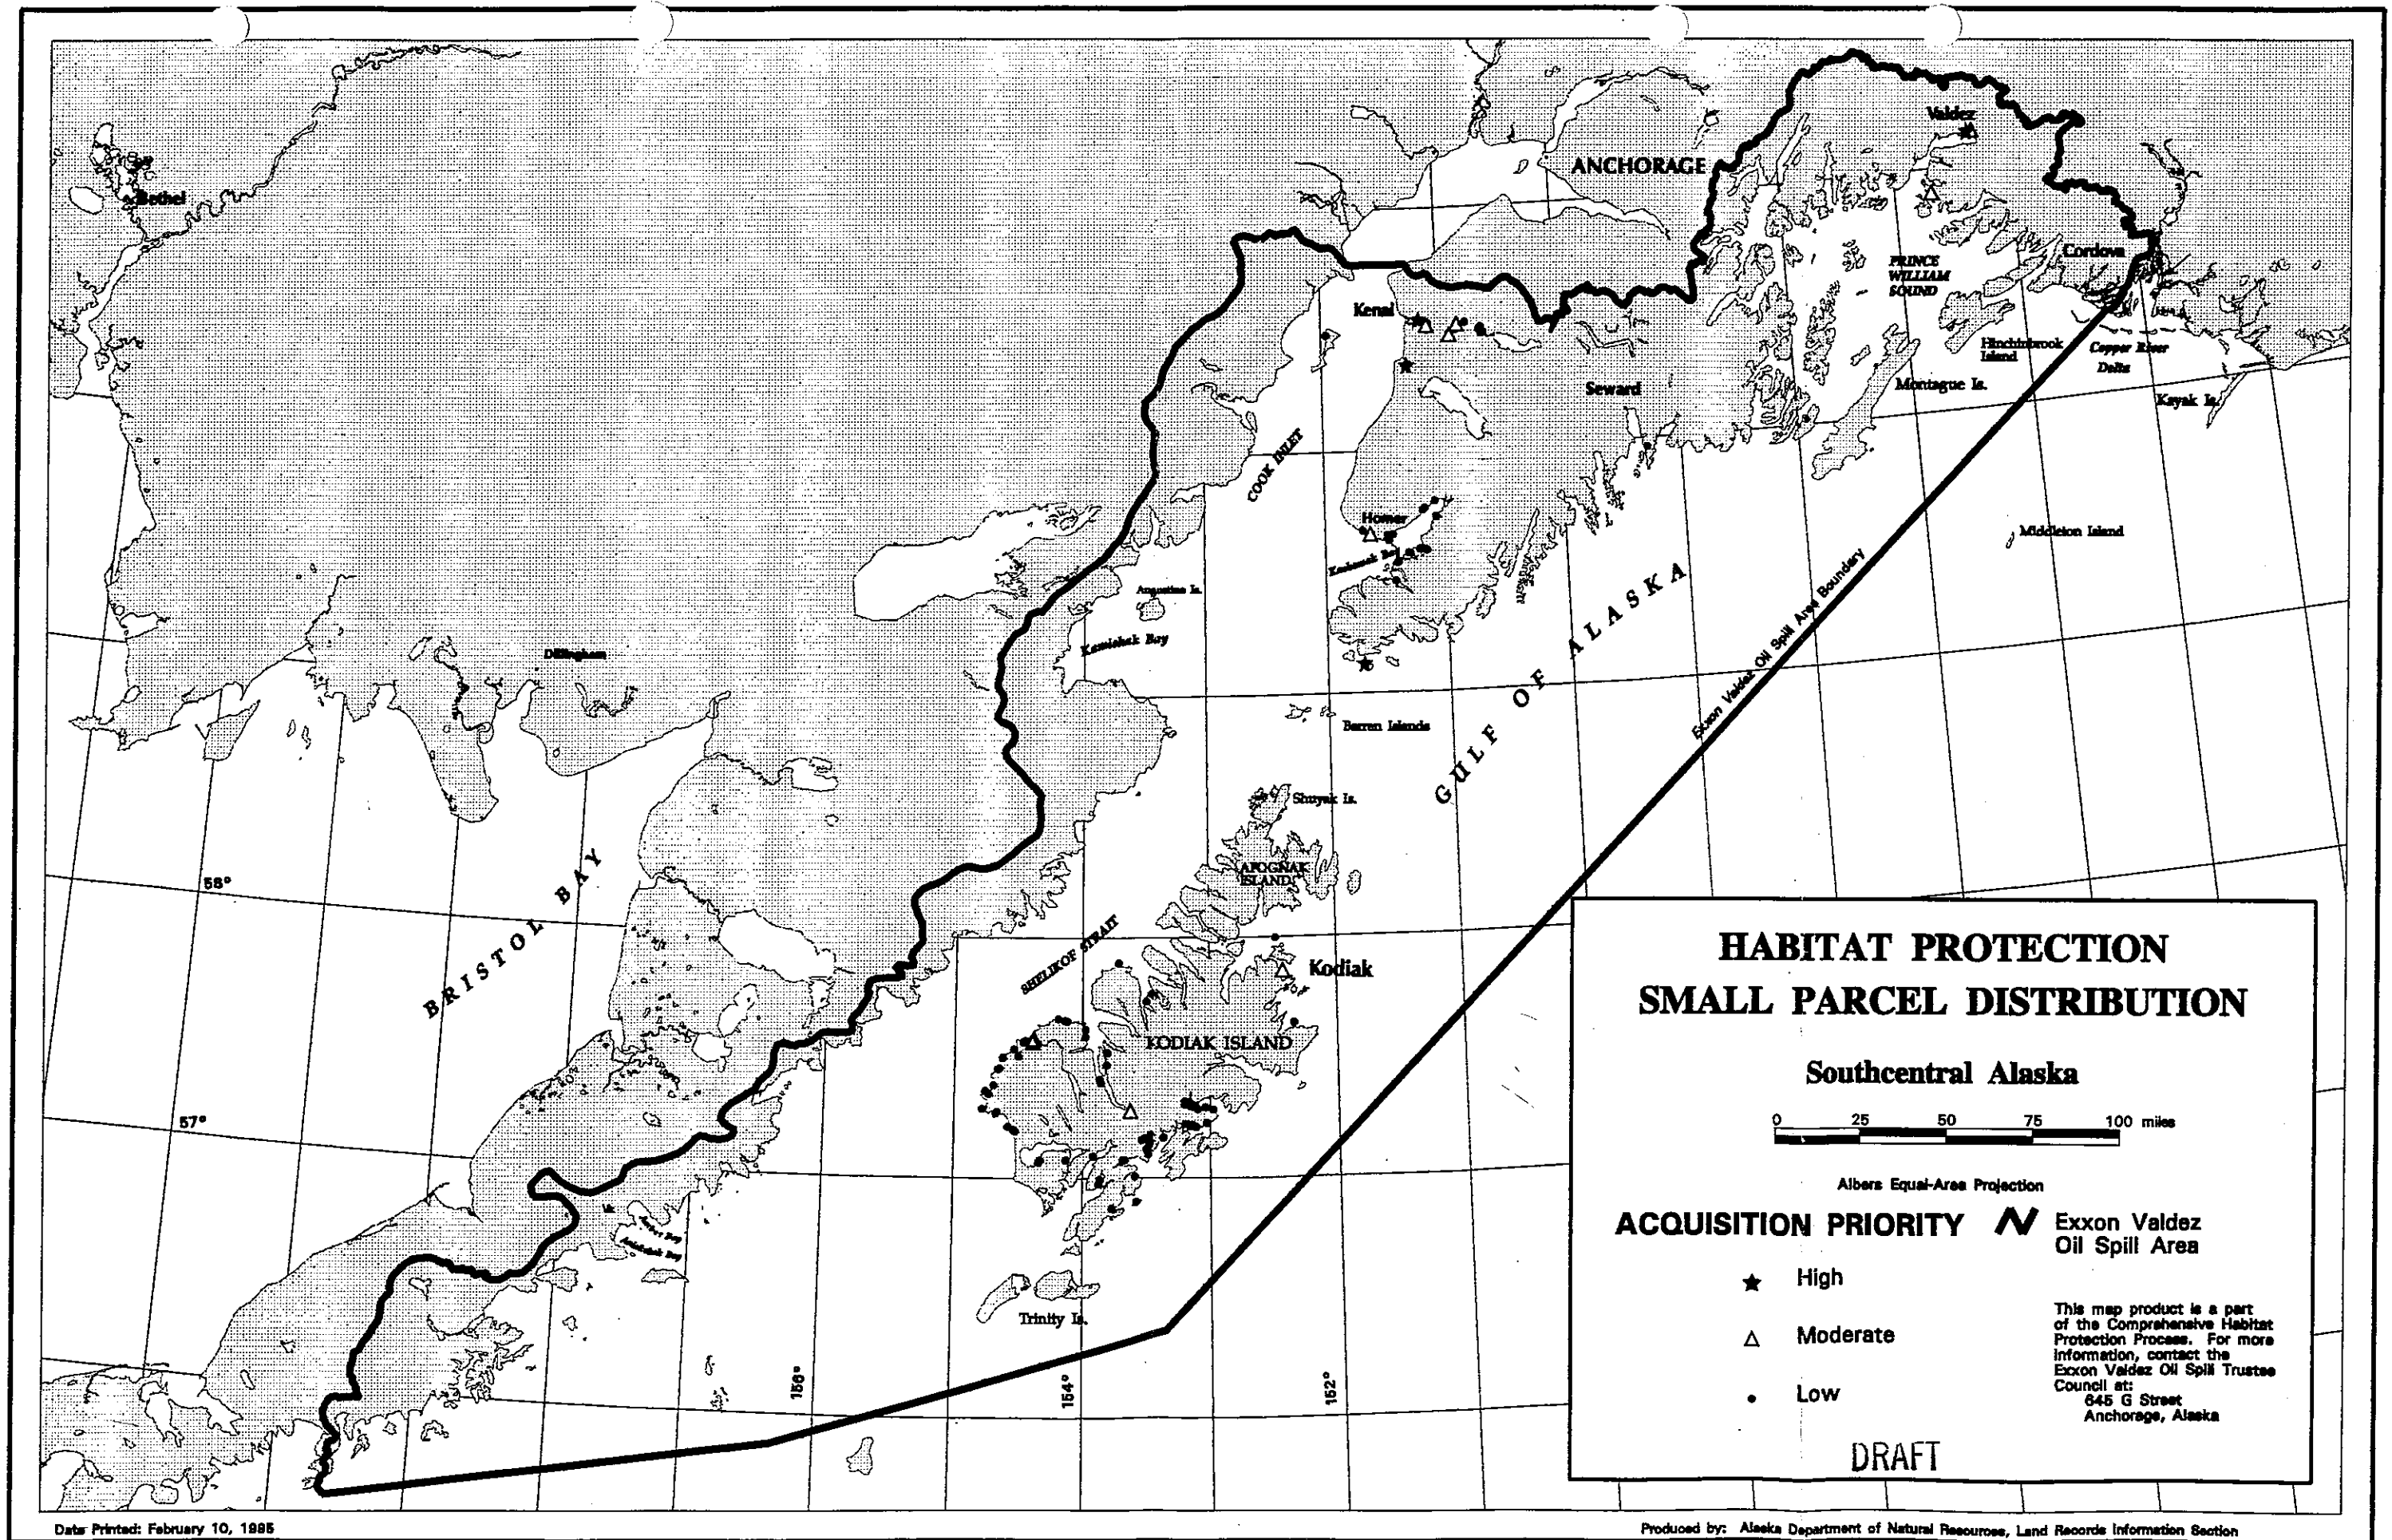 Valdez
ANCHORAGE
Bethel
PRINCE
WILLIAM
SOUND
Cordova
Kenai
Hinchinbrook
Island
Copper River
Delta
Seward
Montague Is.
Kayak Is.
COOK INLET
Homer
Middleton Island
Kachemak Bay
Exxon Valdez Oil Spill Area Boundary
Augustine Is.
Kamishak Bay
Dillingham
GULF OF ALASKA
Barren Islands
Shuyak Is.
AFOGNAK
ISLAND
58°
BRISTOL BAY
SHELIKOF STRAIT
Kodiak
KODIAK ISLAND
57°
Trinity Is.
156°
154°
152°
HABITAT PROTECTION
SMALL PARCEL DISTRIBUTION
Southcentral Alaska
0 25 50 75 100 miles
Albers Equal-Area Projection
ACQUISITION PRIORITY
Exxon Valdez
Oil Spill Area
High
Moderate
Low
This map product is a part
of the Comprehensive Habitat
Protection Process. For more
information, contact the
Exxon Valdez Oil Spill Trustee
Council at:
645 G Street
Anchorage, Alaska
DRAFT
Date Printed: February 10, 1995
Produced by: Alaska Department of Natural Resources, Land Records Information Section